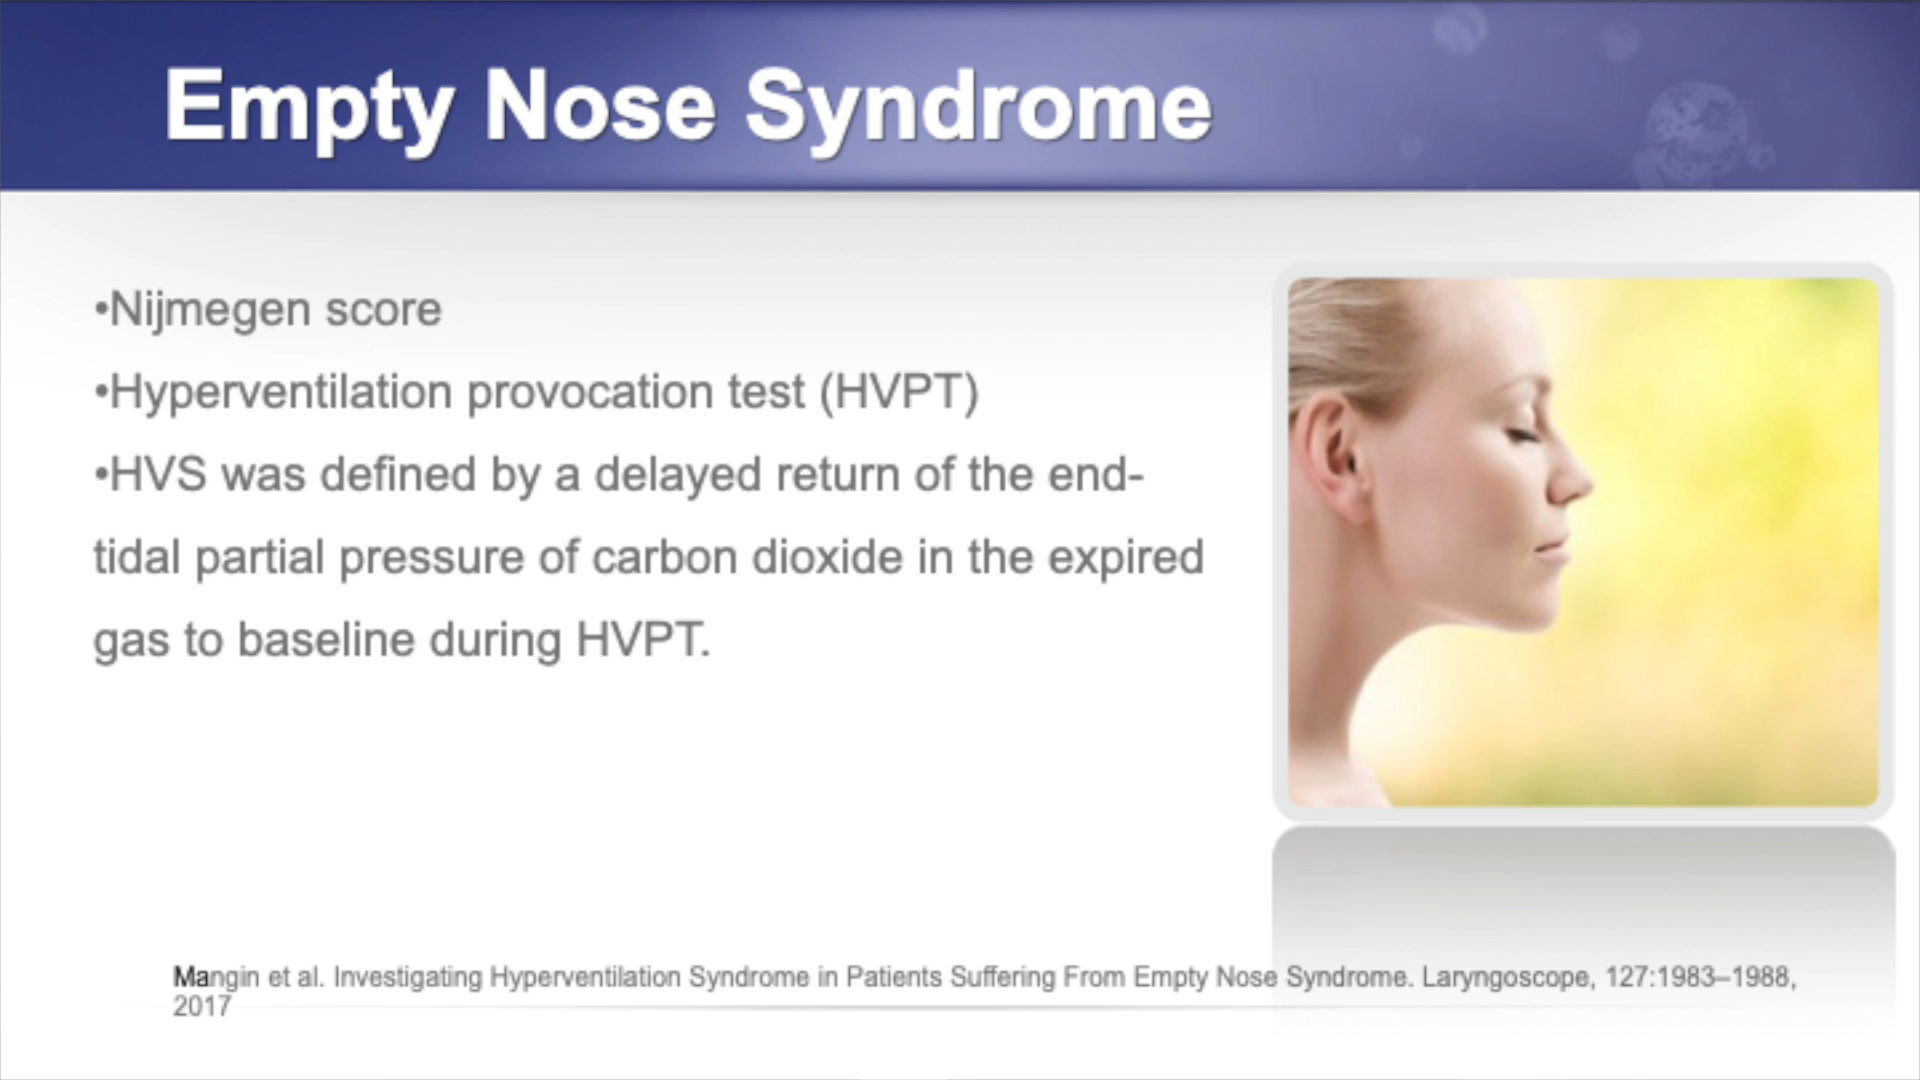 Empty Nose Syndrome
•Nijmegen score
•Hyperventilation provocation test (HVPT)
•HVS was defined by a delayed return of the end-
tidal partial pressure of carbon dioxide in the expired
gas to baseline during HVPT.
Mangin et al. Investigating Hyperventilation Syndrome in Patients Suffering From Empty Nose Syndrome. Laryngoscope, 127:1983–1988,
2017